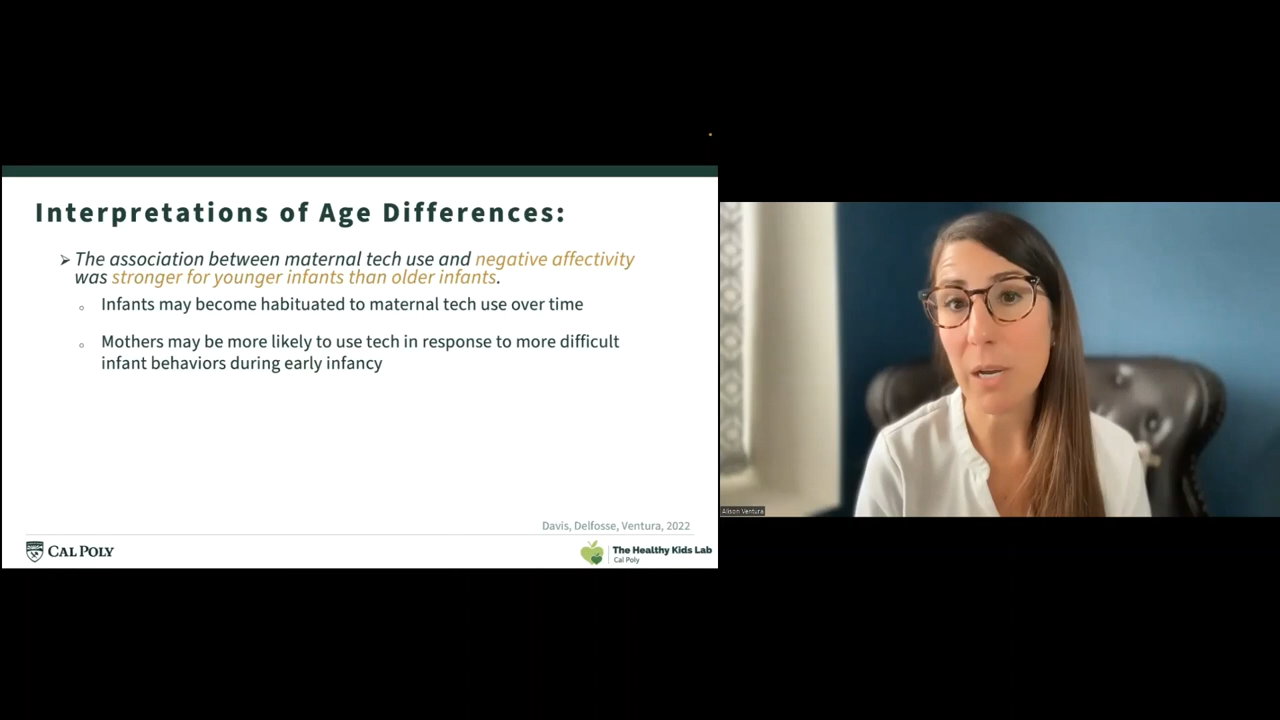 Interpretations of Age Differences:
➢ The association between maternal tech use and negative affectivity
was stronger for younger infants than older infants.
○ Infants may become habituated to maternal tech use over time
○ Mothers may be more likely to use tech in response to more difficult
infant behaviors during early infancy
Davis, Delfosse, Ventura, 2022
CAL POLY
The Healthy Kids Lab
Cal Poly
Alison Ventura